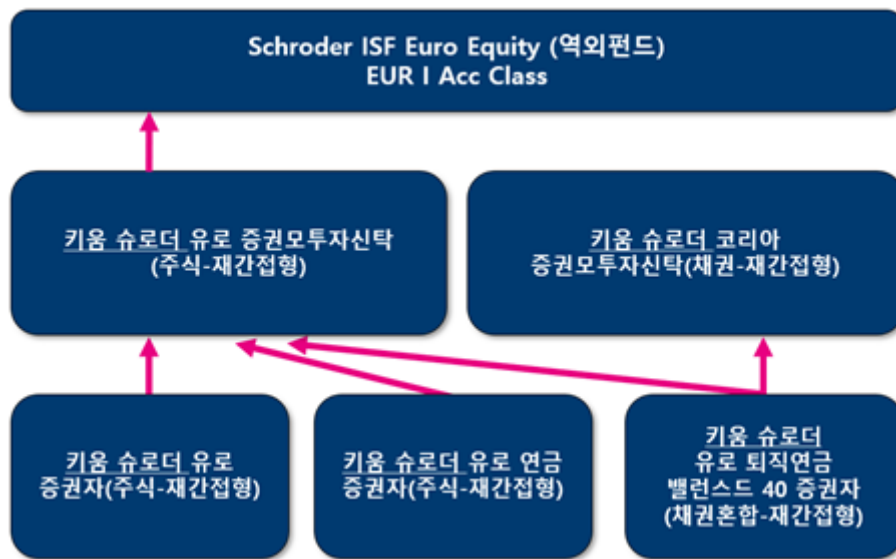 Schroder ISF Euro Equity (역외펀드)
EUR I Acc Class
키움 슈로더 유로 증권모투자신탁
(주식-재간접형)
키움 슈로더 코리아
증권모투자신탁(채권-재간접형)
키움 슈로더 유로
증권자(주식-재간접형)
키움 슈로더 유로 연금
증권자(주식-재간접형)
키움 슈로더
유로 퇴직연금
밸런스드 40 증권자
(채권혼합-재간접형)